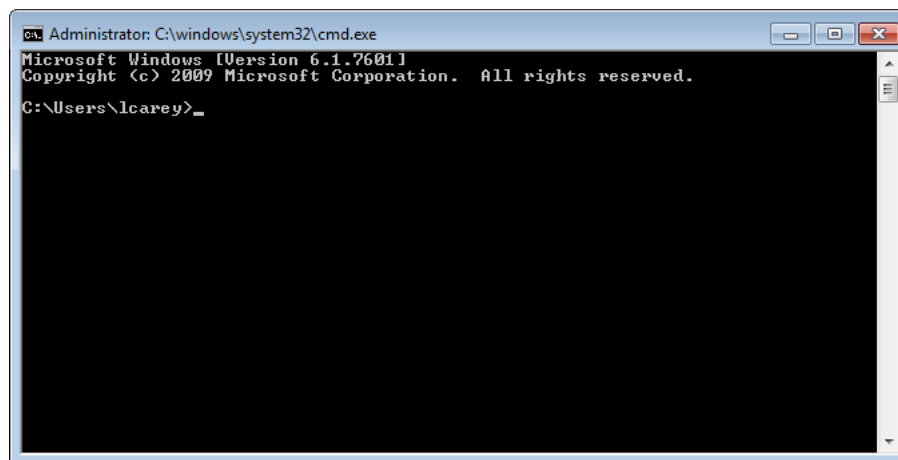 Administrator: C:\windows\system32\cmd.exe
Microsoft Windows [Version 6.1.7601]
Copyright (c) 2009 Microsoft Corporation.  All rights reserved.
C:\Users\lcarey>_